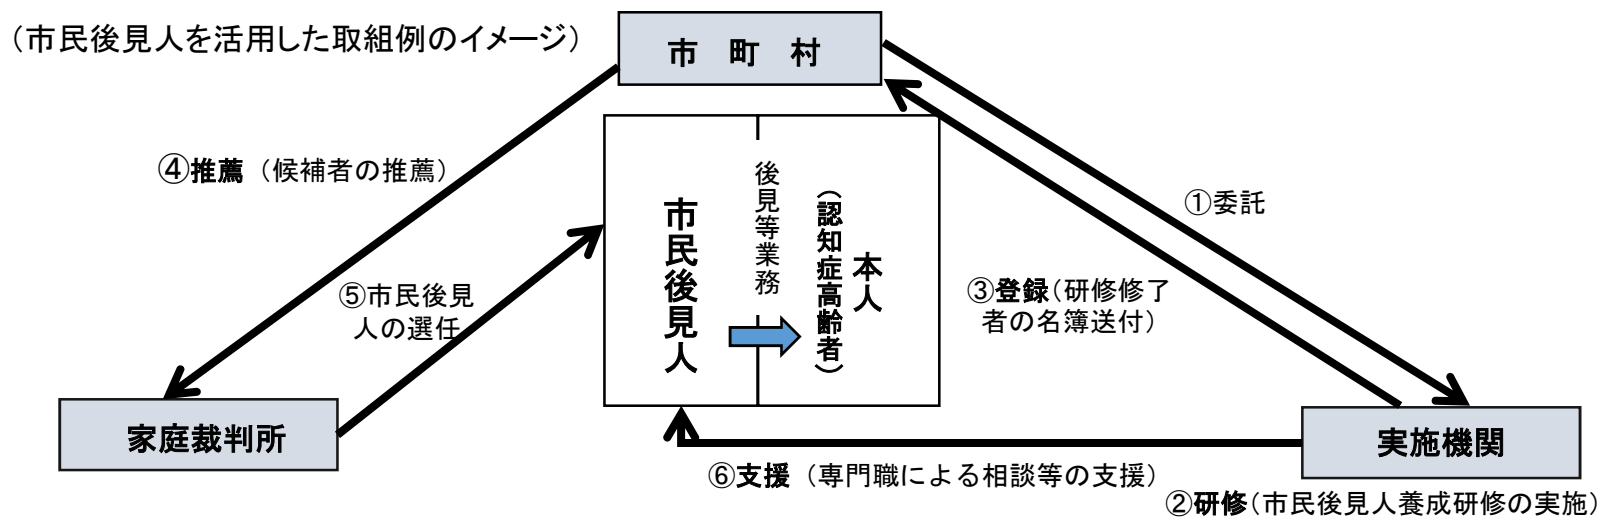 （市民後見人を活用した取組例のイメージ）
市 町 村
④推薦（候補者の推薦）
①委託
後見等業務
市民後見人
本人
（認知症高齢者）
③登録（研修修了
者の名簿送付）
⑤市民後見
人の選任
家庭裁判所
実施機関
⑥支援（専門職による相談等の支援）
②研修（市民後見人養成研修の実施）